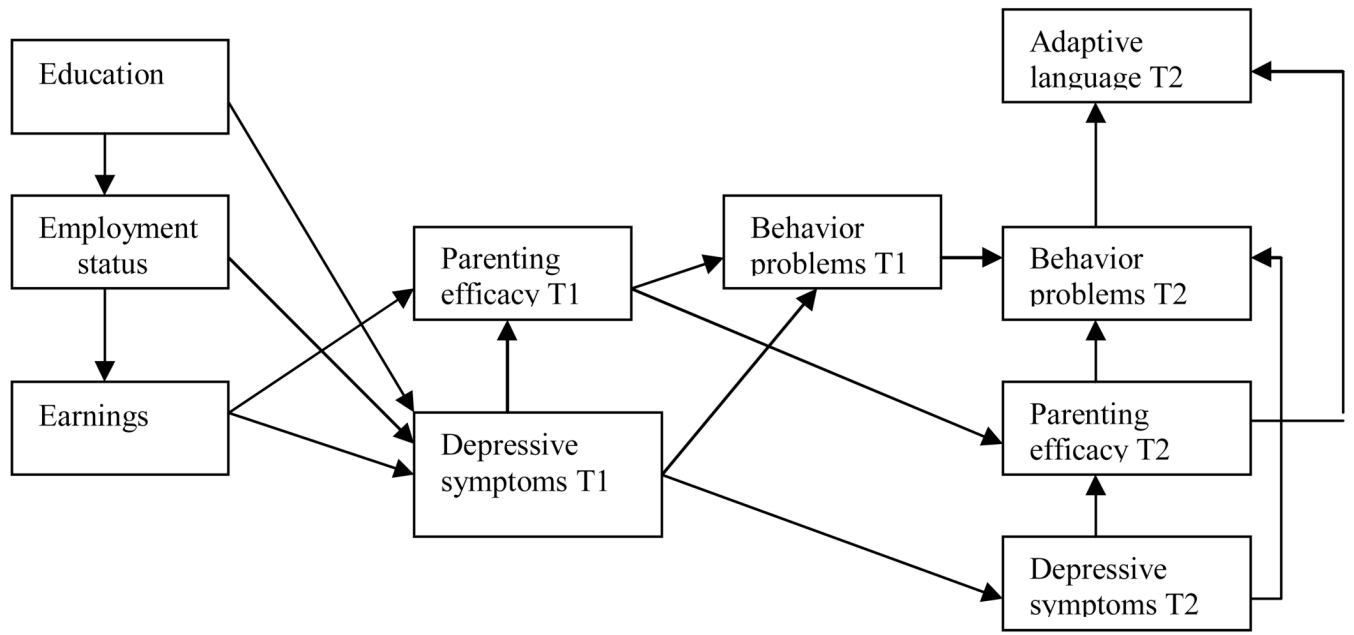 Education
Employment
status
Earnings
Parenting
efficacy T1
Depressive
symptoms T1
Behavior
problems T1
Adaptive
language T2
Behavior
problems T2
Parenting
efficacy T2
Depressive
symptoms T2